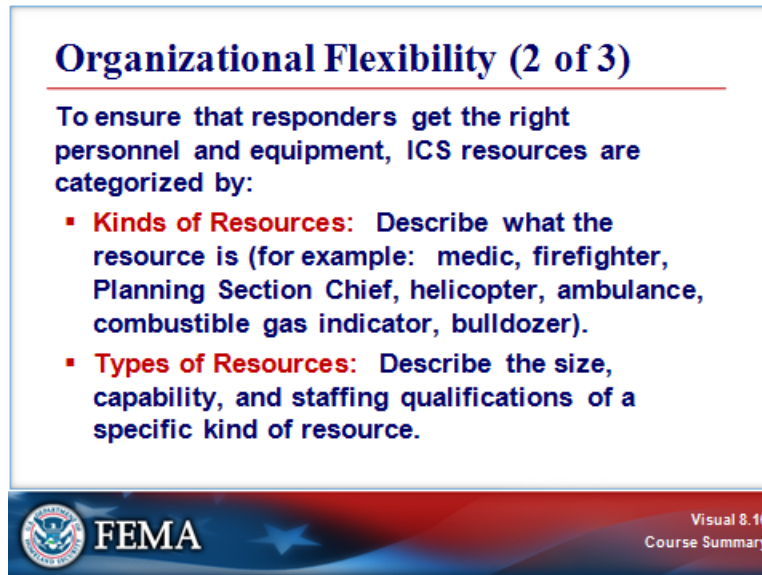 Organizational Flexibility (2 of 3)
To ensure that responders get the right
personnel and equipment, ICS resources are
categorized by:
▪ Kinds of Resources: Describe what the
resource is (for example: medic, firefighter,
Planning Section Chief, helicopter, ambulance,
combustible gas indicator, bulldozer).
▪ Types of Resources: Describe the size,
capability, and staffing qualifications of a
specific kind of resource.
FEMA
Visual 8.1
Course Summary